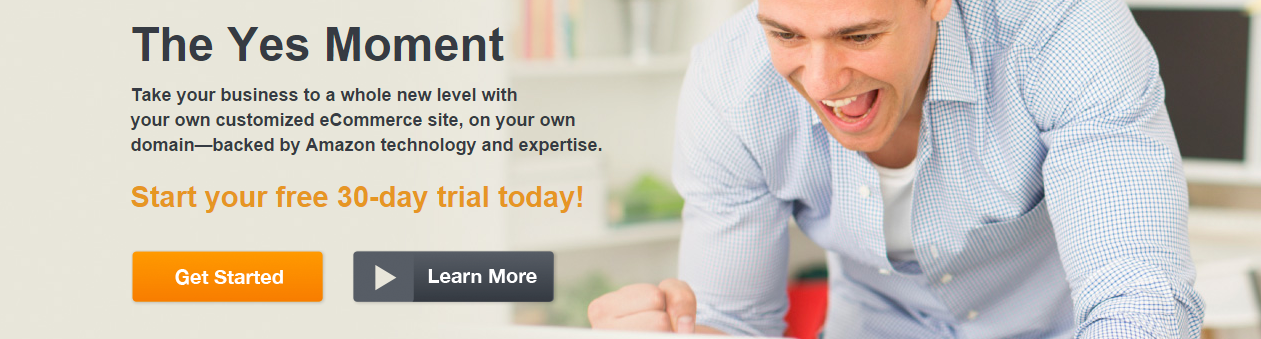 The Yes Moment
Take your business to a whole new level with
your own customized eCommerce site, on your own
domain—backed by Amazon technology and expertise.
Start your free 30-day trial today!
Get Started
Learn More